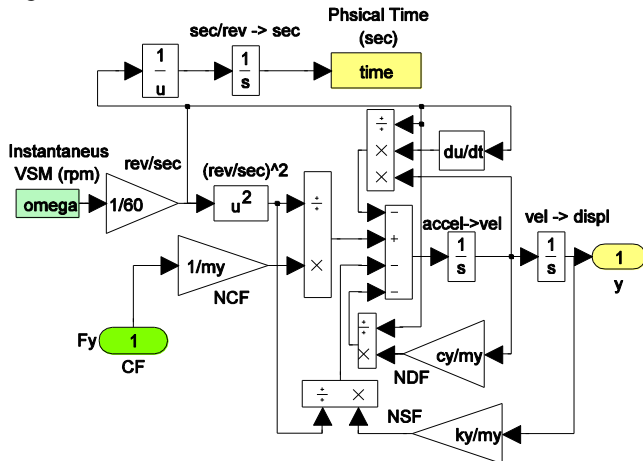 Phsical Time
(sec)
sec/rev -> sec
1
u
1
s
time
÷
×
×
du/dt
Instantaneus
VSM (rpm)
rev/sec
(rev/sec)^2
omega
1/60
u2
÷
×
−
+
−
−
accel->vel
1
s
vel -> displ
1
s
1
y
1/my
NCF
Fy
1
CF
÷
×
cy/my
NDF
÷ ×
NSF
ky/my